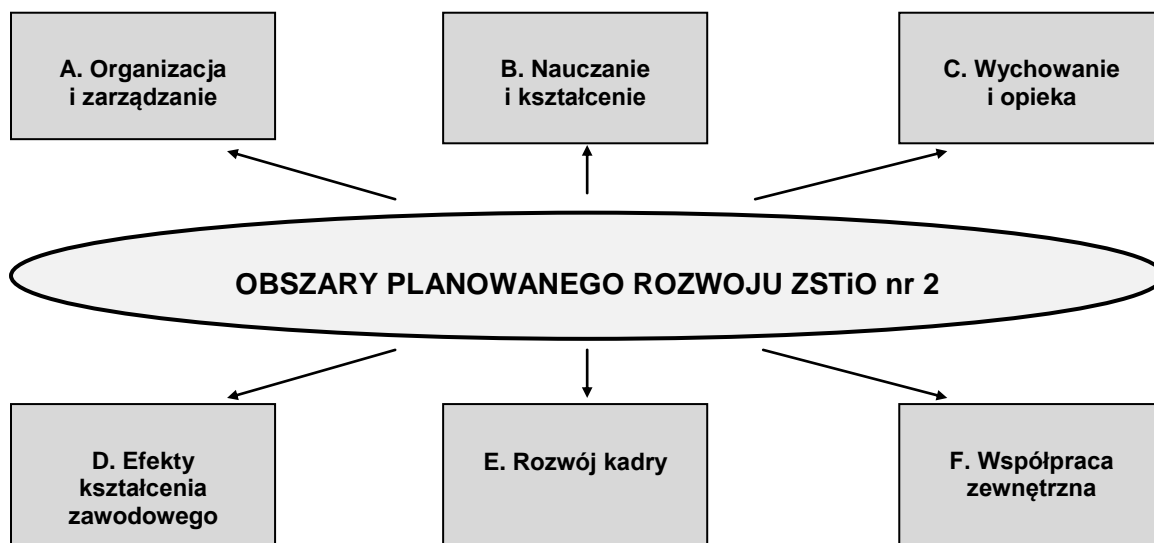 A. Organizacja
i zarządzanie
B. Nauczanie
i kształcenie
C. Wychowanie
i opieka
OBSZARY PLANOWANEGO ROZWOJU ZSTiO nr 2
D. Efekty
kształcenia
zawodowego
E. Rozwój kadry
F. Współpraca
zewnętrzna